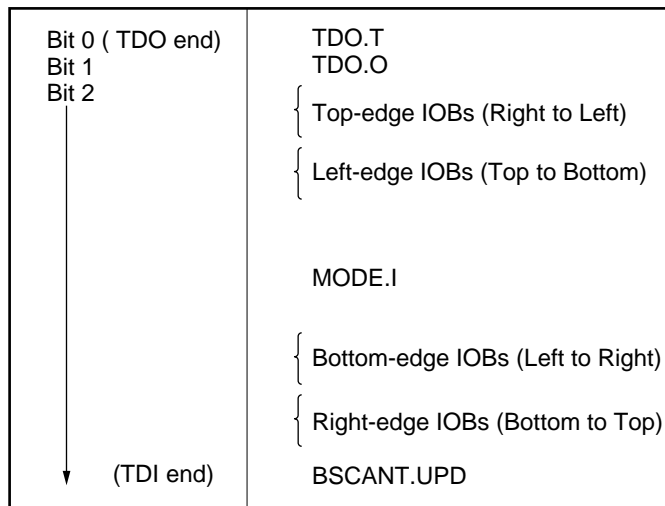 Bit 0 ( TDO end) TDO.T
Bit 1 TDO.O
Bit 2
Top-edge IOBs (Right to Left)
Left-edge IOBs (Top to Bottom)
MODE.I
Bottom-edge IOBs (Left to Right)
Right-edge IOBs (Bottom to Top)
(TDI end) BSCANT.UPD